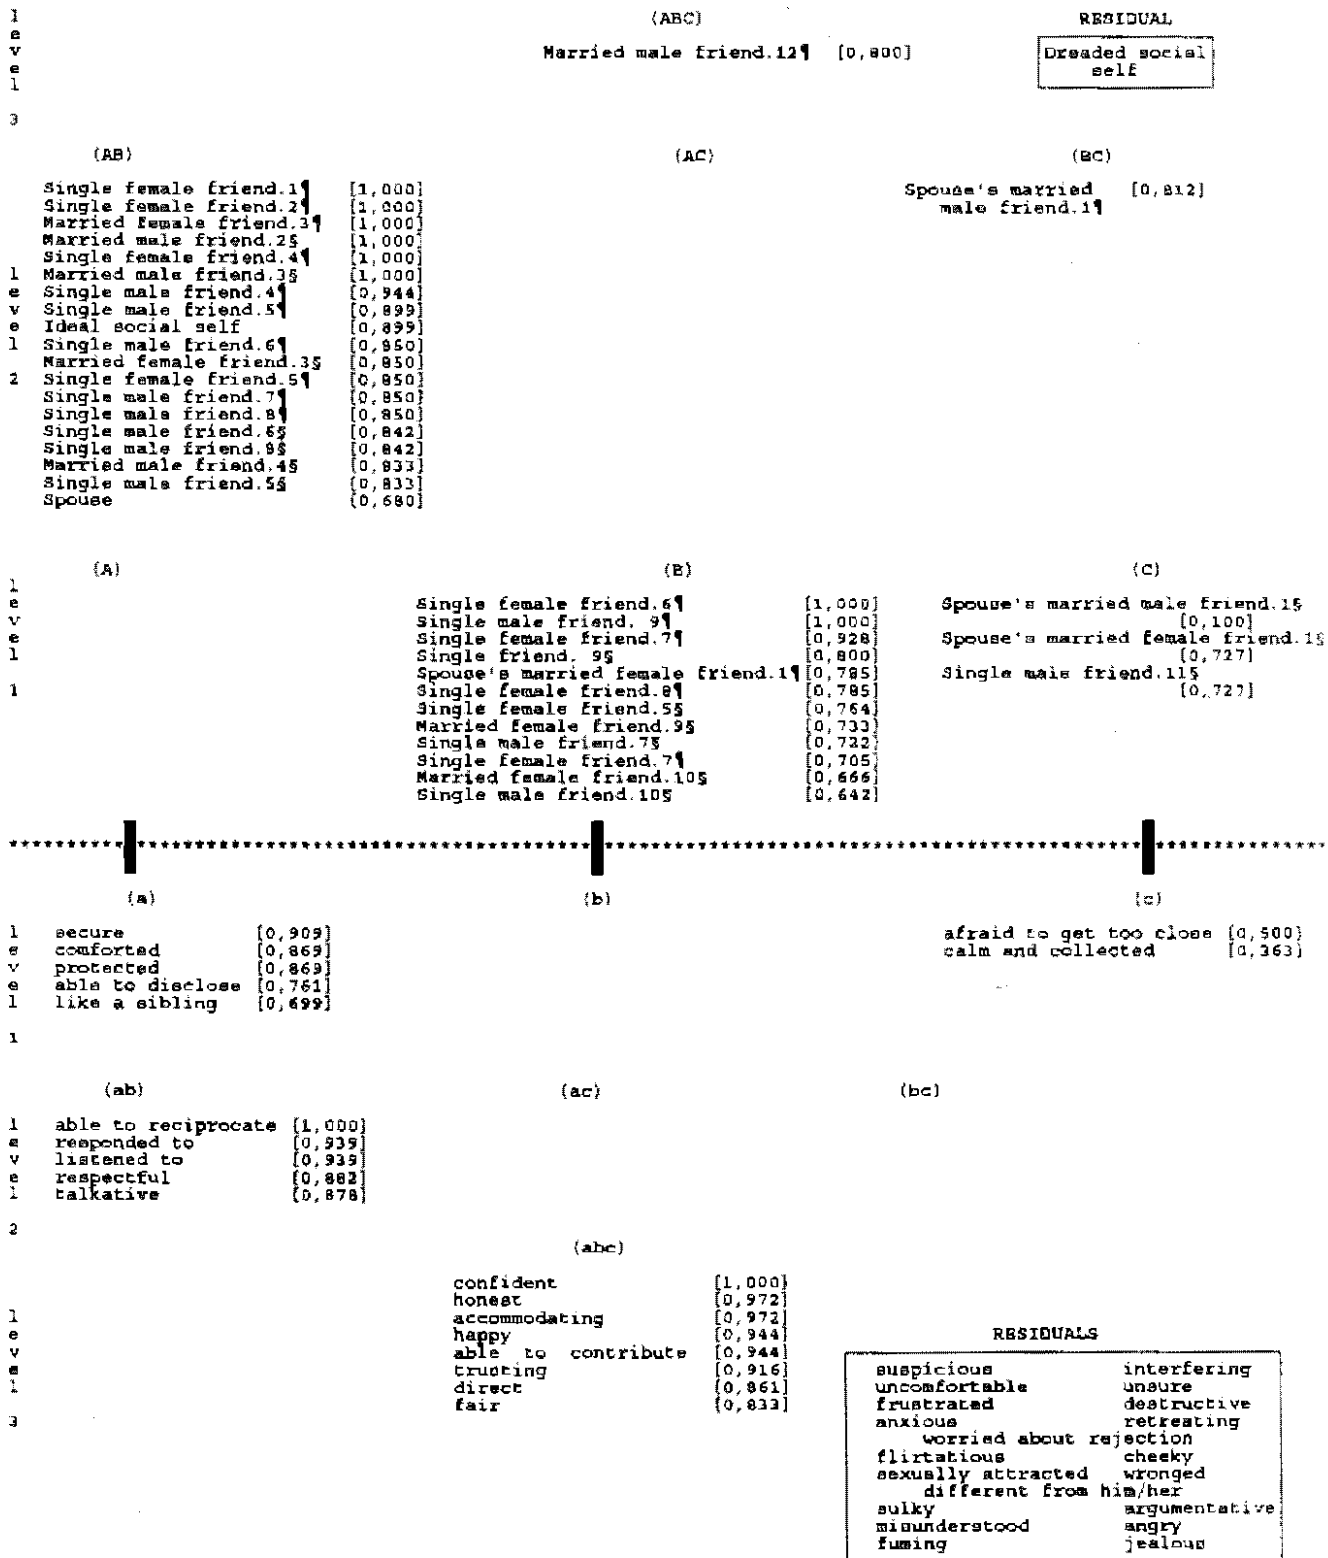 (ABC) RESIDUAL
Married male friend.12¶ [0,800] Dreaded social
self
level 3
(AB) (AC) (BC)
Single female friend.1¶ [1,000] Spouse's married [0,812]
Single female friend.2¶ [1,000] male friend.1¶
Married female friend.3¶ [1,000]
Married male friend.2§ [1,000]
Single female friend.4¶ [1,000]
Married male friend.3§ [1,000]
Single male friend.4¶ [0,944]
Single male friend.5¶ [0,899]
Ideal social self [0,899]
Single male friend.6¶ [0,850]
Married female friend.3§ [0,850]
Single female friend.5¶ [0,850]
Single male friend.7¶ [0,850]
Single male friend.8¶ [0,850]
Single male friend.6§ [0,842]
Single male friend.8§ [0,842]
Married male friend.4§ [0,833]
Single male friend.5§ [0,833]
Spouse [0,680]
level 2
(A) (B) (C)
Single female friend.6¶ [1,000] Spouse's married male friend.1§
Single male friend. 9¶ [1,000] [0,100]
Single female friend.7¶ [0,928] Spouse's married female friend.1§
Single friend. 9§ [0,800] [0,727]
Spouse's married female friend.1¶ [0,785] Single male friend.11§
Single female friend.8¶ [0,785] [0,727]
Single female friend.5§ [0,764]
Married female friend.9§ [0,733]
Single male friend.7§ [0,722]
Single female friend.7¶ [0,705]
Married female friend.10§ [0,666]
Single male friend.10§ [0,642]
level 1
(a) (b) (c)
secure [0,909] afraid to get too close [0,500]
comforted [0,869] calm and collected [0,363]
protected [0,869]
able to disclose [0,761]
like a sibling [0,699]
level 1
(ab) (ac) (bc)
able to reciprocate [1,000]
responded to [0,939]
listened to [0,939]
respectful [0,882]
talkative [0,878]
level 2
(abc)
confident [1,000]
honest [0,972]
accommodating [0,972]
happy [0,944]
able to contribute [0,944]
trusting [0,916]
direct [0,861]
fair [0,833]
level 3
RESIDUALS
suspicious interfering
uncomfortable unsure
frustrated destructive
anxious retreating
worried about rejection
flirtatious cheeky
sexually attracted wronged
different from him/her
sulky argumentative
misunderstood angry
fuming jealous